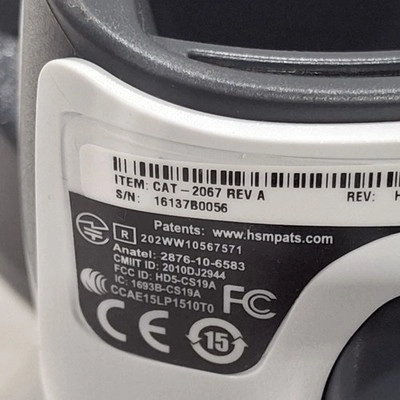 ITEM: CAT-2067 REV A REV: H
S/N: 16137B0056
Patents: www.hsmpats.com
R 202WW10567571
Anatel: 2876-10-6583
CMIIT ID: 2010DJ2944
FCC ID: HD5-CS19A
IC: 1693B-CS19A
CCAE15LP1510T0 FC
CE 15